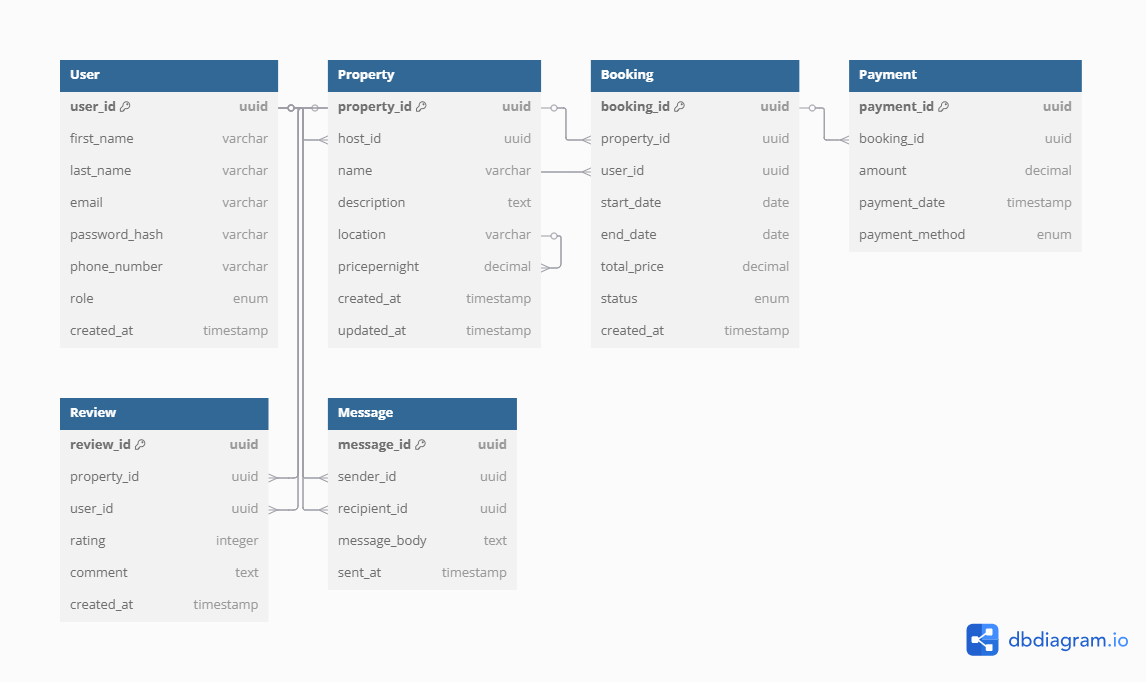 User
user_id uuid
first_name varchar
last_name varchar
email varchar
password_hash varchar
phone_number varchar
role enum
created_at timestamp
Property
property_id uuid
host_id uuid
name varchar
description text
location varchar
pricepernight decimal
created_at timestamp
updated_at timestamp
Booking
booking_id uuid
property_id uuid
user_id uuid
start_date date
end_date date
total_price decimal
status enum
created_at timestamp
Payment
payment_id uuid
booking_id uuid
amount decimal
payment_date timestamp
payment_method enum
Review
review_id uuid
property_id uuid
user_id uuid
rating integer
comment text
created_at timestamp
Message
message_id uuid
sender_id uuid
recipient_id uuid
message_body text
sent_at timestamp
dbdiagram.io